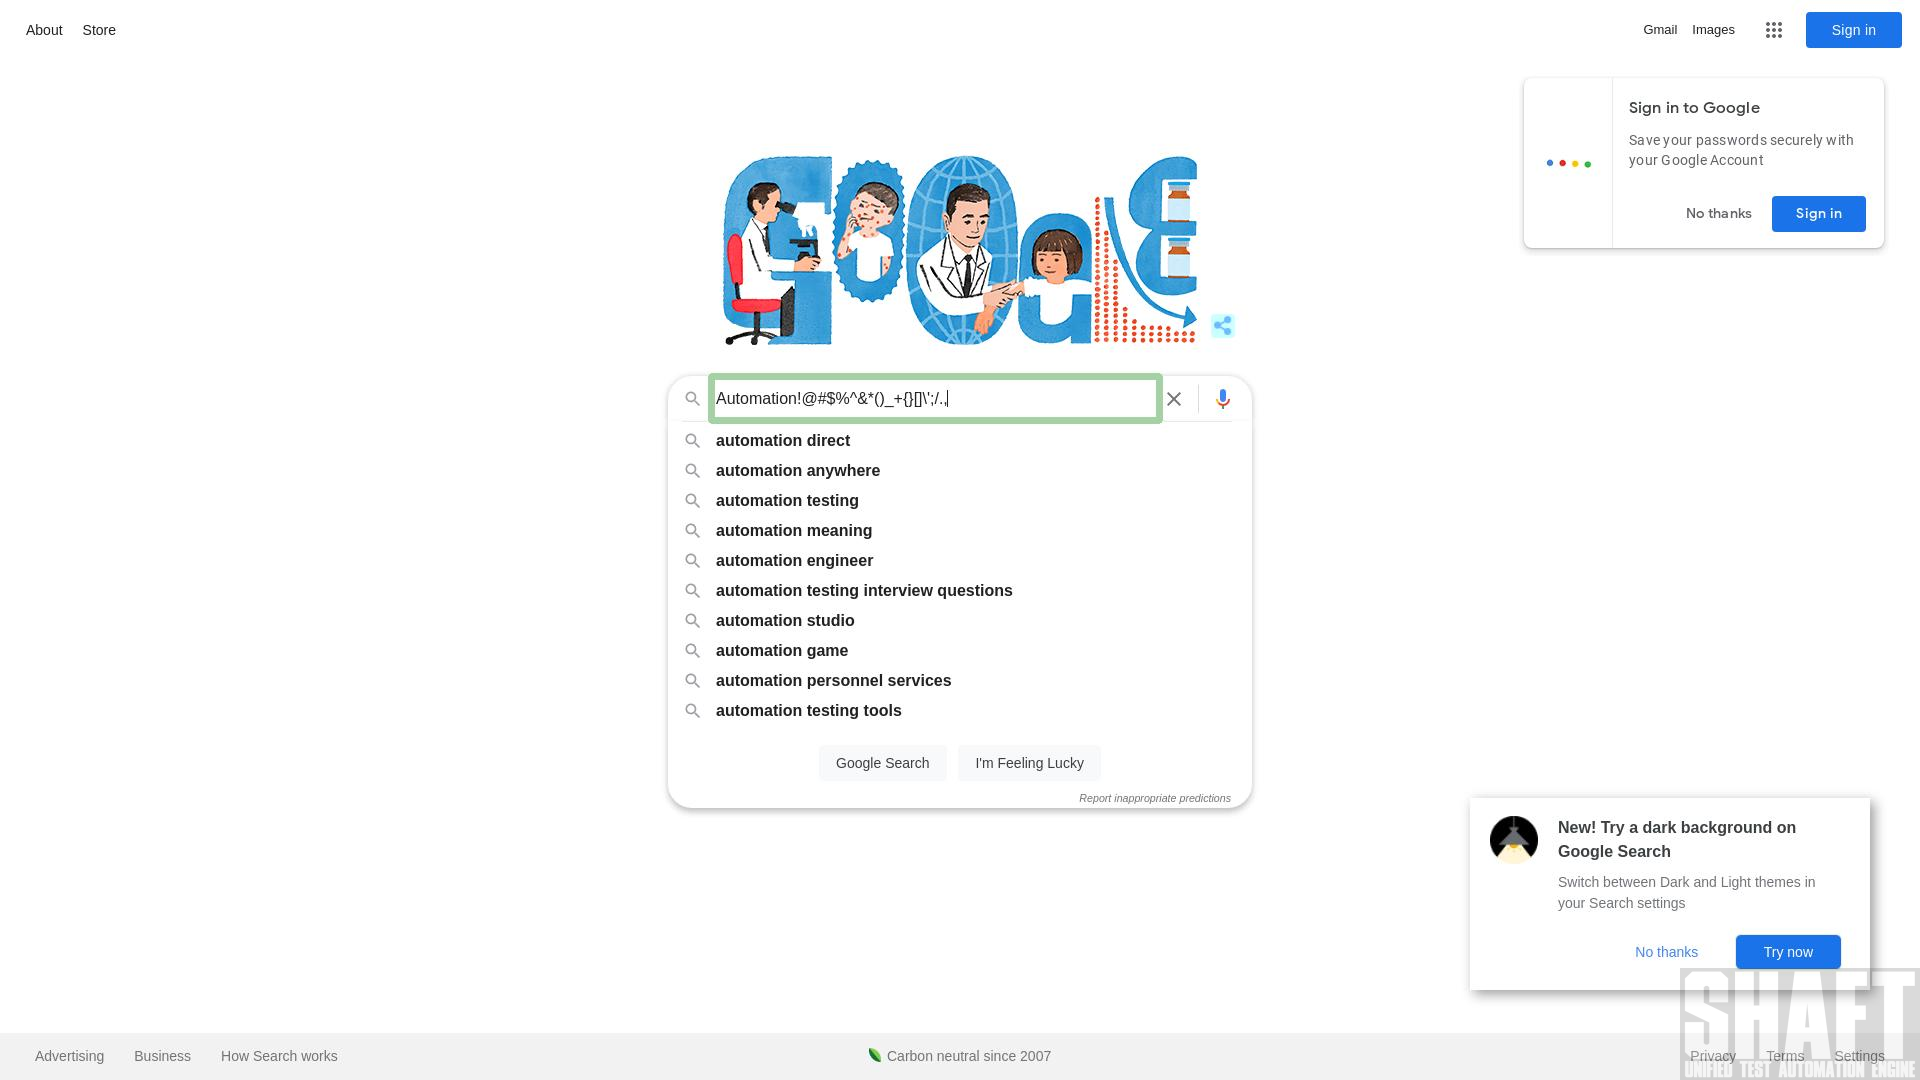 About Store
Gmail Images Sign in
Sign in to Google
Save your passwords securely with
your Google Account
No thanks Sign in
Google
Automation!@#$%^&*()_+{}[]\';/.,
automation direct
automation anywhere
automation testing
automation meaning
automation engineer
automation testing interview questions
automation studio
automation game
automation personnel services
automation testing tools
Google Search I'm Feeling Lucky
Report inappropriate predictions
New! Try a dark background on
Google Search
Switch between Dark and Light themes in
your Search settings
No thanks Try now
SHAFT
UNIFIED TEST AUTOMATION ENGINE
Advertising Business How Search works Carbon neutral since 2007 Privacy Terms Settings